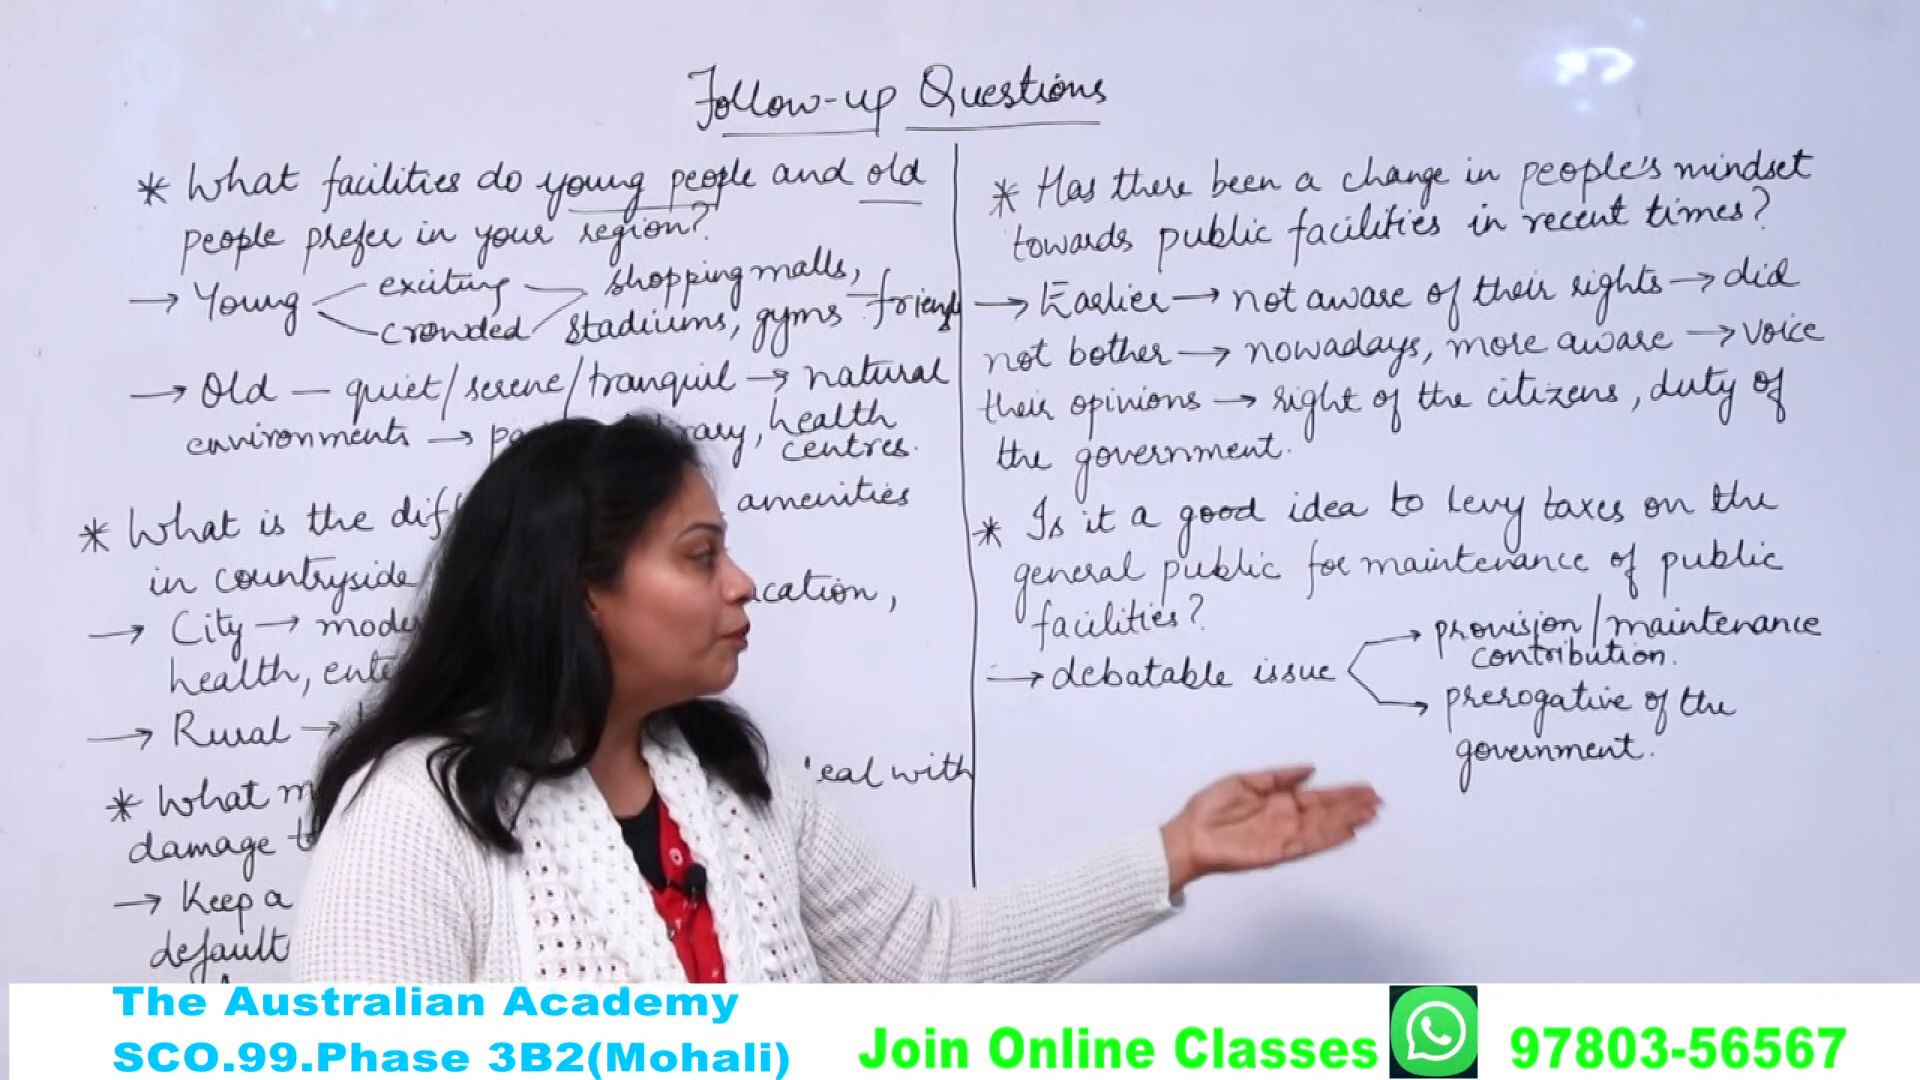 Follow-up Questions
* What facilities do young people and old
people prefer in your region?
→ Young exciting shopping malls,
crowded stadiums, gyms - friends
→ Old - quiet/serene/tranquil → natural
environments → health
centres.
* What is the amenities
in countryside
→ City →
health,
→ Rural →
* What eal with
damage
→ Keep a
default
* Has there been a change in people's mindset
towards public facilities in recent times?
→ Earlier → not aware of their rights → did
not bother → nowadays, more aware → voice
their opinions → right of the citizens, duty of
the government.
* Is it a good idea to levy taxes on the
general public for maintenance of public
facilities?
→ debatable issue → provision/maintenance
contribution.
→ prerogative of the
government.
The Australian Academy
SCO.99.Phase 3B2(Mohali)
Join Online Classes 97803-56567